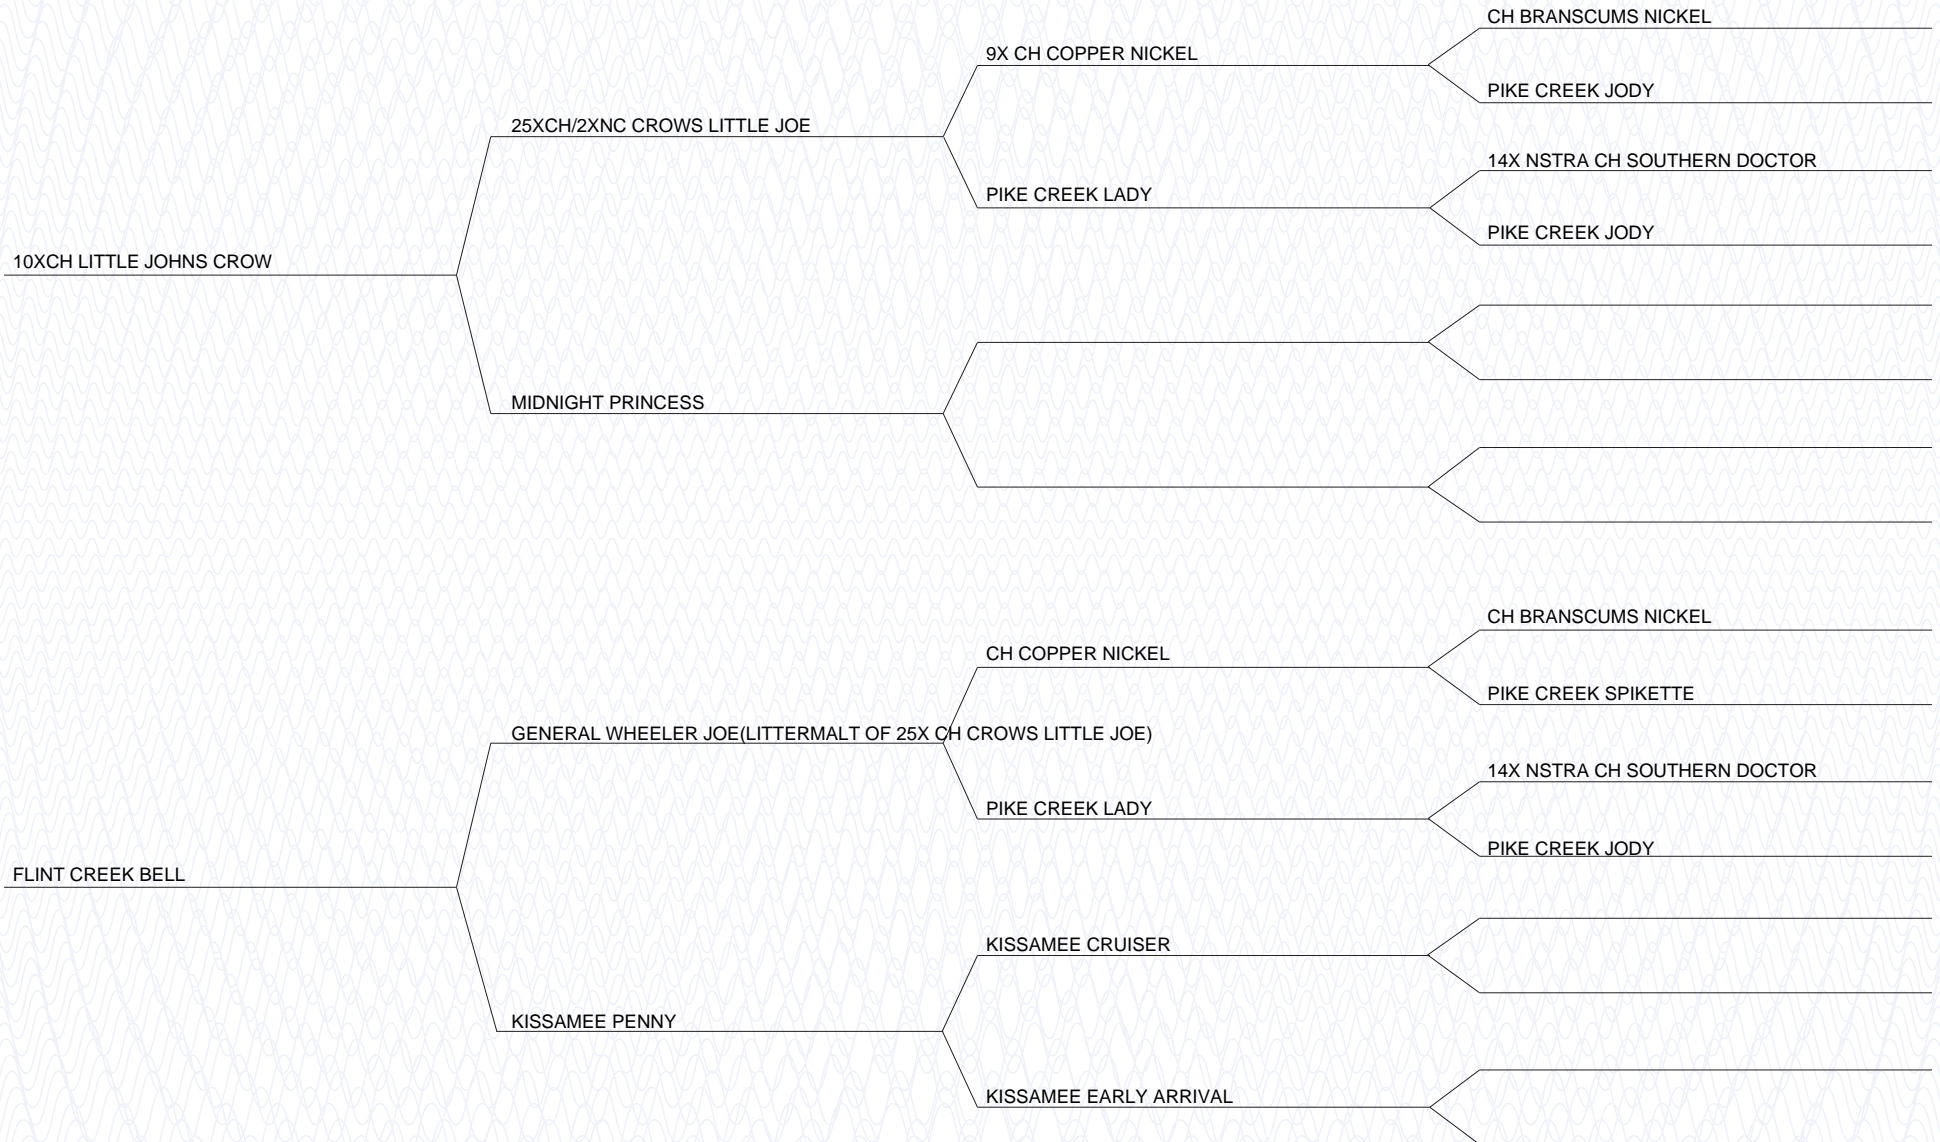 CH BRANSCUMS NICKEL
9X CH COPPER NICKEL
PIKE CREEK JODY
25XCH/2XNC CROWS LITTLE JOE
14X NSTRA CH SOUTHERN DOCTOR
PIKE CREEK LADY
PIKE CREEK JODY
10XCH LITTLE JOHNS CROW
MIDNIGHT PRINCESS
CH BRANSCUMS NICKEL
CH COPPER NICKEL
PIKE CREEK SPIKETTE
GENERAL WHEELER JOE(LITTERMALT OF 25X CH CROWS LITTLE JOE)
14X NSTRA CH SOUTHERN DOCTOR
PIKE CREEK LADY
PIKE CREEK JODY
FLINT CREEK BELL
KISSAMEE CRUISER
KISSAMEE PENNY
KISSAMEE EARLY ARRIVAL